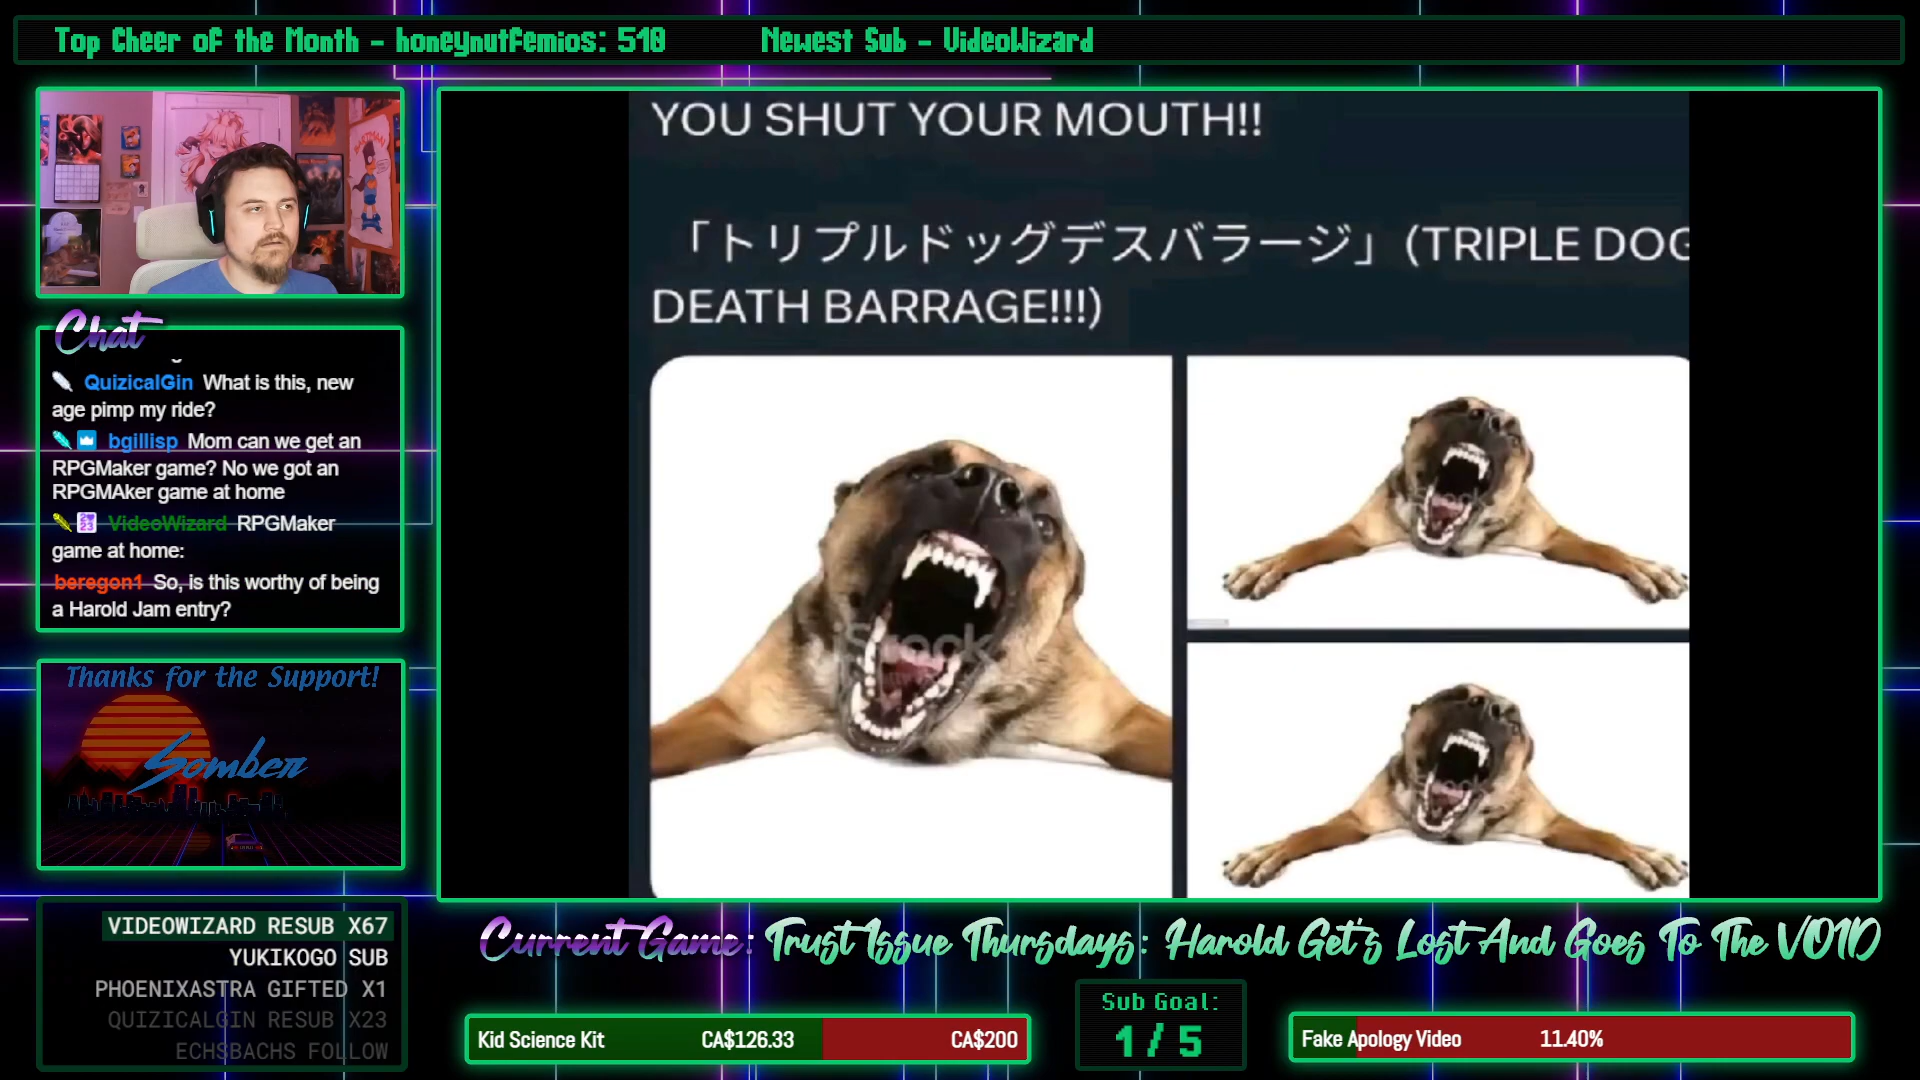 Top Cheer of the Month - honeynutfemios: 510
Newest Sub - VideoWizard
YOU SHUT YOUR MOUTH!!
「トリプルドッグデスバラージ」(TRIPLE DOG
DEATH BARRAGE!!!)
iStock
Chat
QuizicalGin What is this, new
age pimp my ride?
bgillisp Mom can we get an
RPGMaker game? No we got an
RPGMAker game at home
VideoWizard RPGMaker
game at home:
beregon1 So, is this worthy of being
a Harold Jam entry?
Thanks for the Support!
Somber
VIDEOWIZARD RESUB X67
YUKIKOGO SUB
PHOENIXASTRA GIFTED X1
QUIZICALGIN RESUB X23
ECHSBACHS FOLLOW
Current Game: Trust Issue Thursdays: Harold Get's Lost And Goes To The VOID
Kid Science Kit CA$126.33 CA$200
Sub Goal:
1 / 5
Fake Apology Video 11.40%